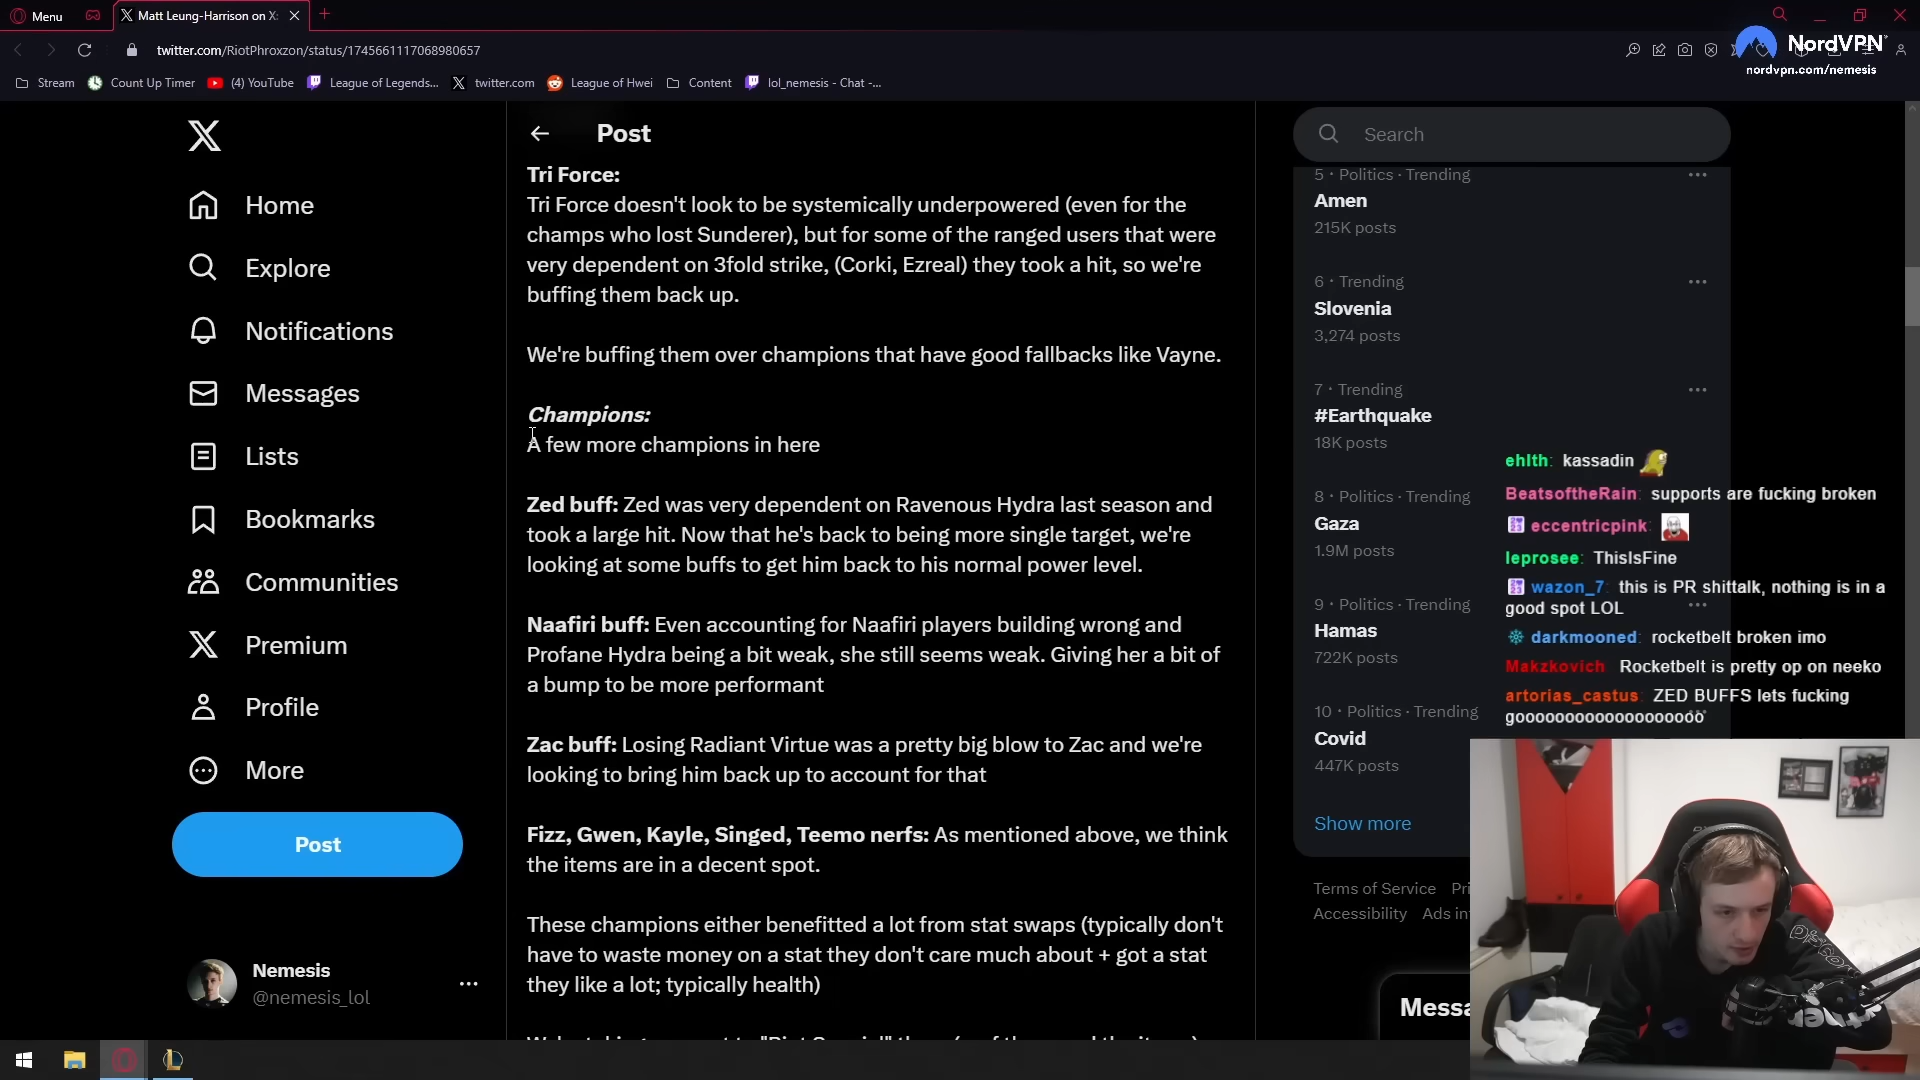 Menu
Matt Leung-Harrison on X:
NordVPN
nordvpn.com/nemesis
twitter.com/RiotPhroxzon/status/1745661117068980657
Stream
Count Up Timer
(4) YouTube
League of Legends...
twitter.com
League of Hwei
Content
lol_nemesis - Chat -...
Home
Explore
Notifications
Messages
Lists
Bookmarks
Communities
Premium
Profile
More
Post
Nemesis
@nemesis_lol
Post
Tri Force:
Tri Force doesn't look to be systemically underpowered (even for the
champs who lost Sunderer), but for some of the ranged users that were
very dependent on 3fold strike, (Corki, Ezreal) they took a hit, so we're
buffing them back up.
We're buffing them over champions that have good fallbacks like Vayne.
Champions:
A few more champions in here
Zed buff: Zed was very dependent on Ravenous Hydra last season and
took a large hit. Now that he's back to being more single target, we're
looking at some buffs to get him back to his normal power level.
Naafiri buff: Even accounting for Naafiri players building wrong and
Profane Hydra being a bit weak, she still seems weak. Giving her a bit of
a bump to be more performant
Zac buff: Losing Radiant Virtue was a pretty big blow to Zac and we're
looking to bring him back up to account for that
Fizz, Gwen, Kayle, Singed, Teemo nerfs: As mentioned above, we think
the items are in a decent spot.
These champions either benefitted a lot from stat swaps (typically don't
have to waste money on a stat they don't care much about + got a stat
they like a lot; typically health)
Search
5 · Politics · Trending
Amen
215K posts
6 · Trending
Slovenia
3,274 posts
7 · Trending
#Earthquake
18K posts
8 · Politics · Trending
Gaza
1.9M posts
9 · Politics · Trending
Hamas
722K posts
10 · Politics · Trending
Covid
447K posts
Show more
Terms of Service Pri
Accessibility Ads in
Messa
ehlth: kassadin
BeatsoftheRain: supports are fucking broken
eccentricpink:
leprosee: ThisIsFine
wazon_7: this is PR shittalk, nothing is in a
good spot LOL
darkmooned: rocketbelt broken imo
Makzkovich: Rocketbelt is pretty op on neeko
artorias_castus: ZED BUFFS lets fucking
gooooooooooooooooooo